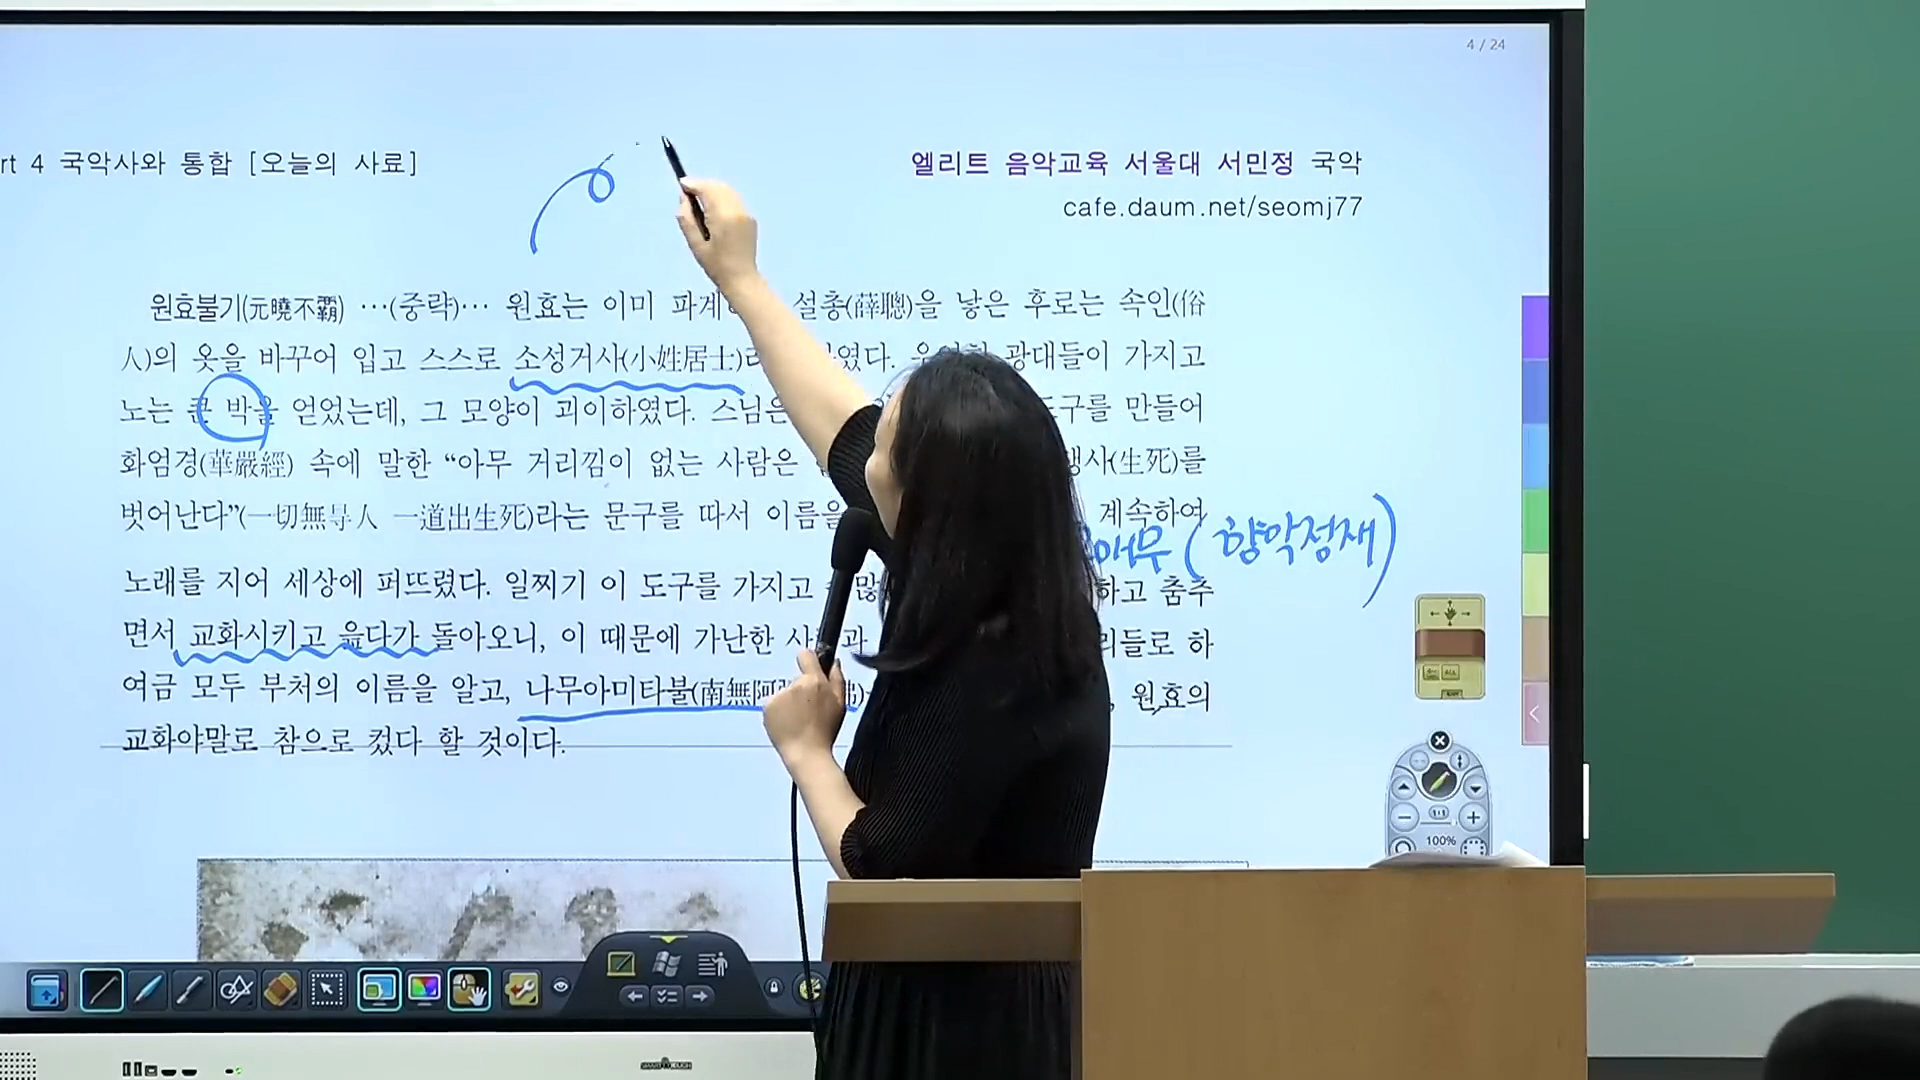 4 / 24
rt 4 국악사와 통합 [오늘의 사료]
엘리트 음악교육 서울대 서민정 국악
cafe.daum.net/seomj77
원효불기(元曉不覇) …(중략)… 원효는 이미 설총(薛聰)을 낳은 후로는 속인(俗
人)의 옷을 바꾸어 입고 스스로 소성거사(小姓居士) 광대들이 가지고
노는 큰 박을 얻었는데, 그 모양이 괴이하였다. 스님은 도구를 만들어
화엄경(華嚴經) 속에 말한 “아무 거리낌이 없는 사람은 생사(生死)를
벗어난다”(一切無㝵人 一道出生死)라는 문구를 따서 이름을 계속하여
애무 (향악정재)
노래를 지어 세상에 퍼뜨렸다. 일찌기 이 도구를 가지고 하고 춤추
면서 교화시키고 읊다가 돌아오니, 이 때문에 가난한 하
여금 모두 부처의 이름을 알고, 나무아미타불(南無阿 佛) 원효의
교화야말로 참으로 컸다 할 것이다.
100%